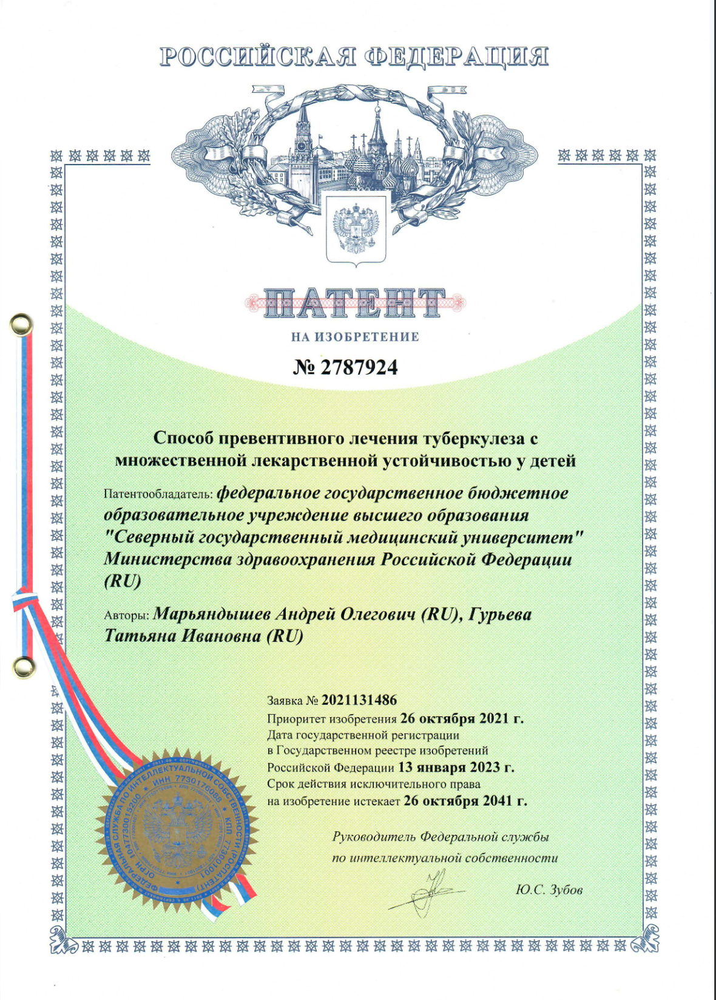 РОССИЙСКАЯ ФЕДЕРАЦИЯ
ПАТЕНТ
НА ИЗОБРЕТЕНИЕ
№ 2787924
Способ превентивного лечения туберкулеза с
множественной лекарственной устойчивостью у детей
Патентообладатель: федеральное государственное бюджетное
образовательное учреждение высшего образования
"Северный государственный медицинский университет"
Министерства здравоохранения Российской Федерации
(RU)
Авторы: Марьяндышев Андрей Олегович (RU), Гурьева
Татьяна Ивановна (RU)
Заявка № 2021131486
Приоритет изобретения 26 октября 2021 г.
Дата государственной регистрации
в Государственном реестре изобретений
Российской Федерации 13 января 2023 г.
Срок действия исключительного права
на изобретение истекает 26 октября 2041 г.
Руководитель Федеральной службы
по интеллектуальной собственности
Ю.С. Зубов
ФЕДЕРАЛЬНАЯ СЛУЖБА ПО ИНТЕЛЛЕКТУАЛЬНОЙ СОБСТВЕННОСТИ (РОСПАТЕНТ)
ОГРН 1047730015200 * ИНН 7730176088 * КПП 773001001 *